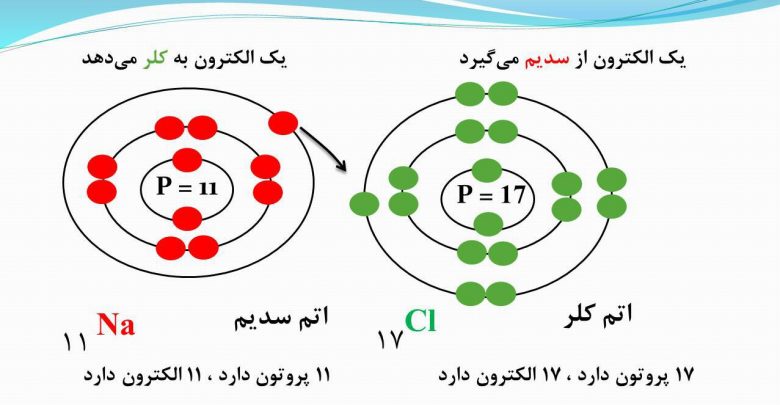 یک الکترون از سدیم می‌گیرد
یک الکترون به کلر می‌دهد
P = 17
P = 11
اتم کلر
Cl
۱۷
اتم سدیم
Na
۱۱
۱۷ پروتون دارد ، ۱۷ الکترون دارد
۱۱ پروتون دارد ، ۱۱ الکترون دارد